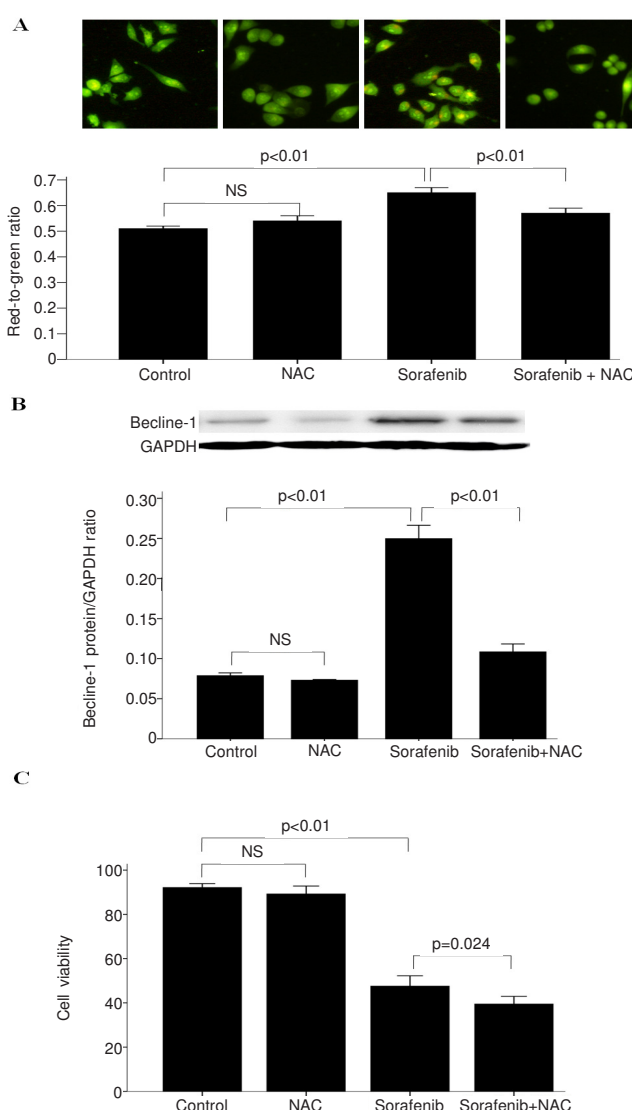 A
p<0.01 p<0.01
NS
Red-to-green ratio
0.7
0.6
0.5
0.4
0.3
0.2
0.1
0
Control NAC Sorafenib Sorafenib + NAC
B
Becline-1
GAPDH
p<0.01 p<0.01
NS
Becline-1 protein/GAPDH ratio
0.30
0.25
0.20
0.15
0.10
0.05
0
Control NAC Sorafenib Sorafenib+NAC
C
p<0.01
NS
p=0.024
Cell viability
100
80
60
40
20
0
Control NAC Sorafenib Sorafenib+NAC